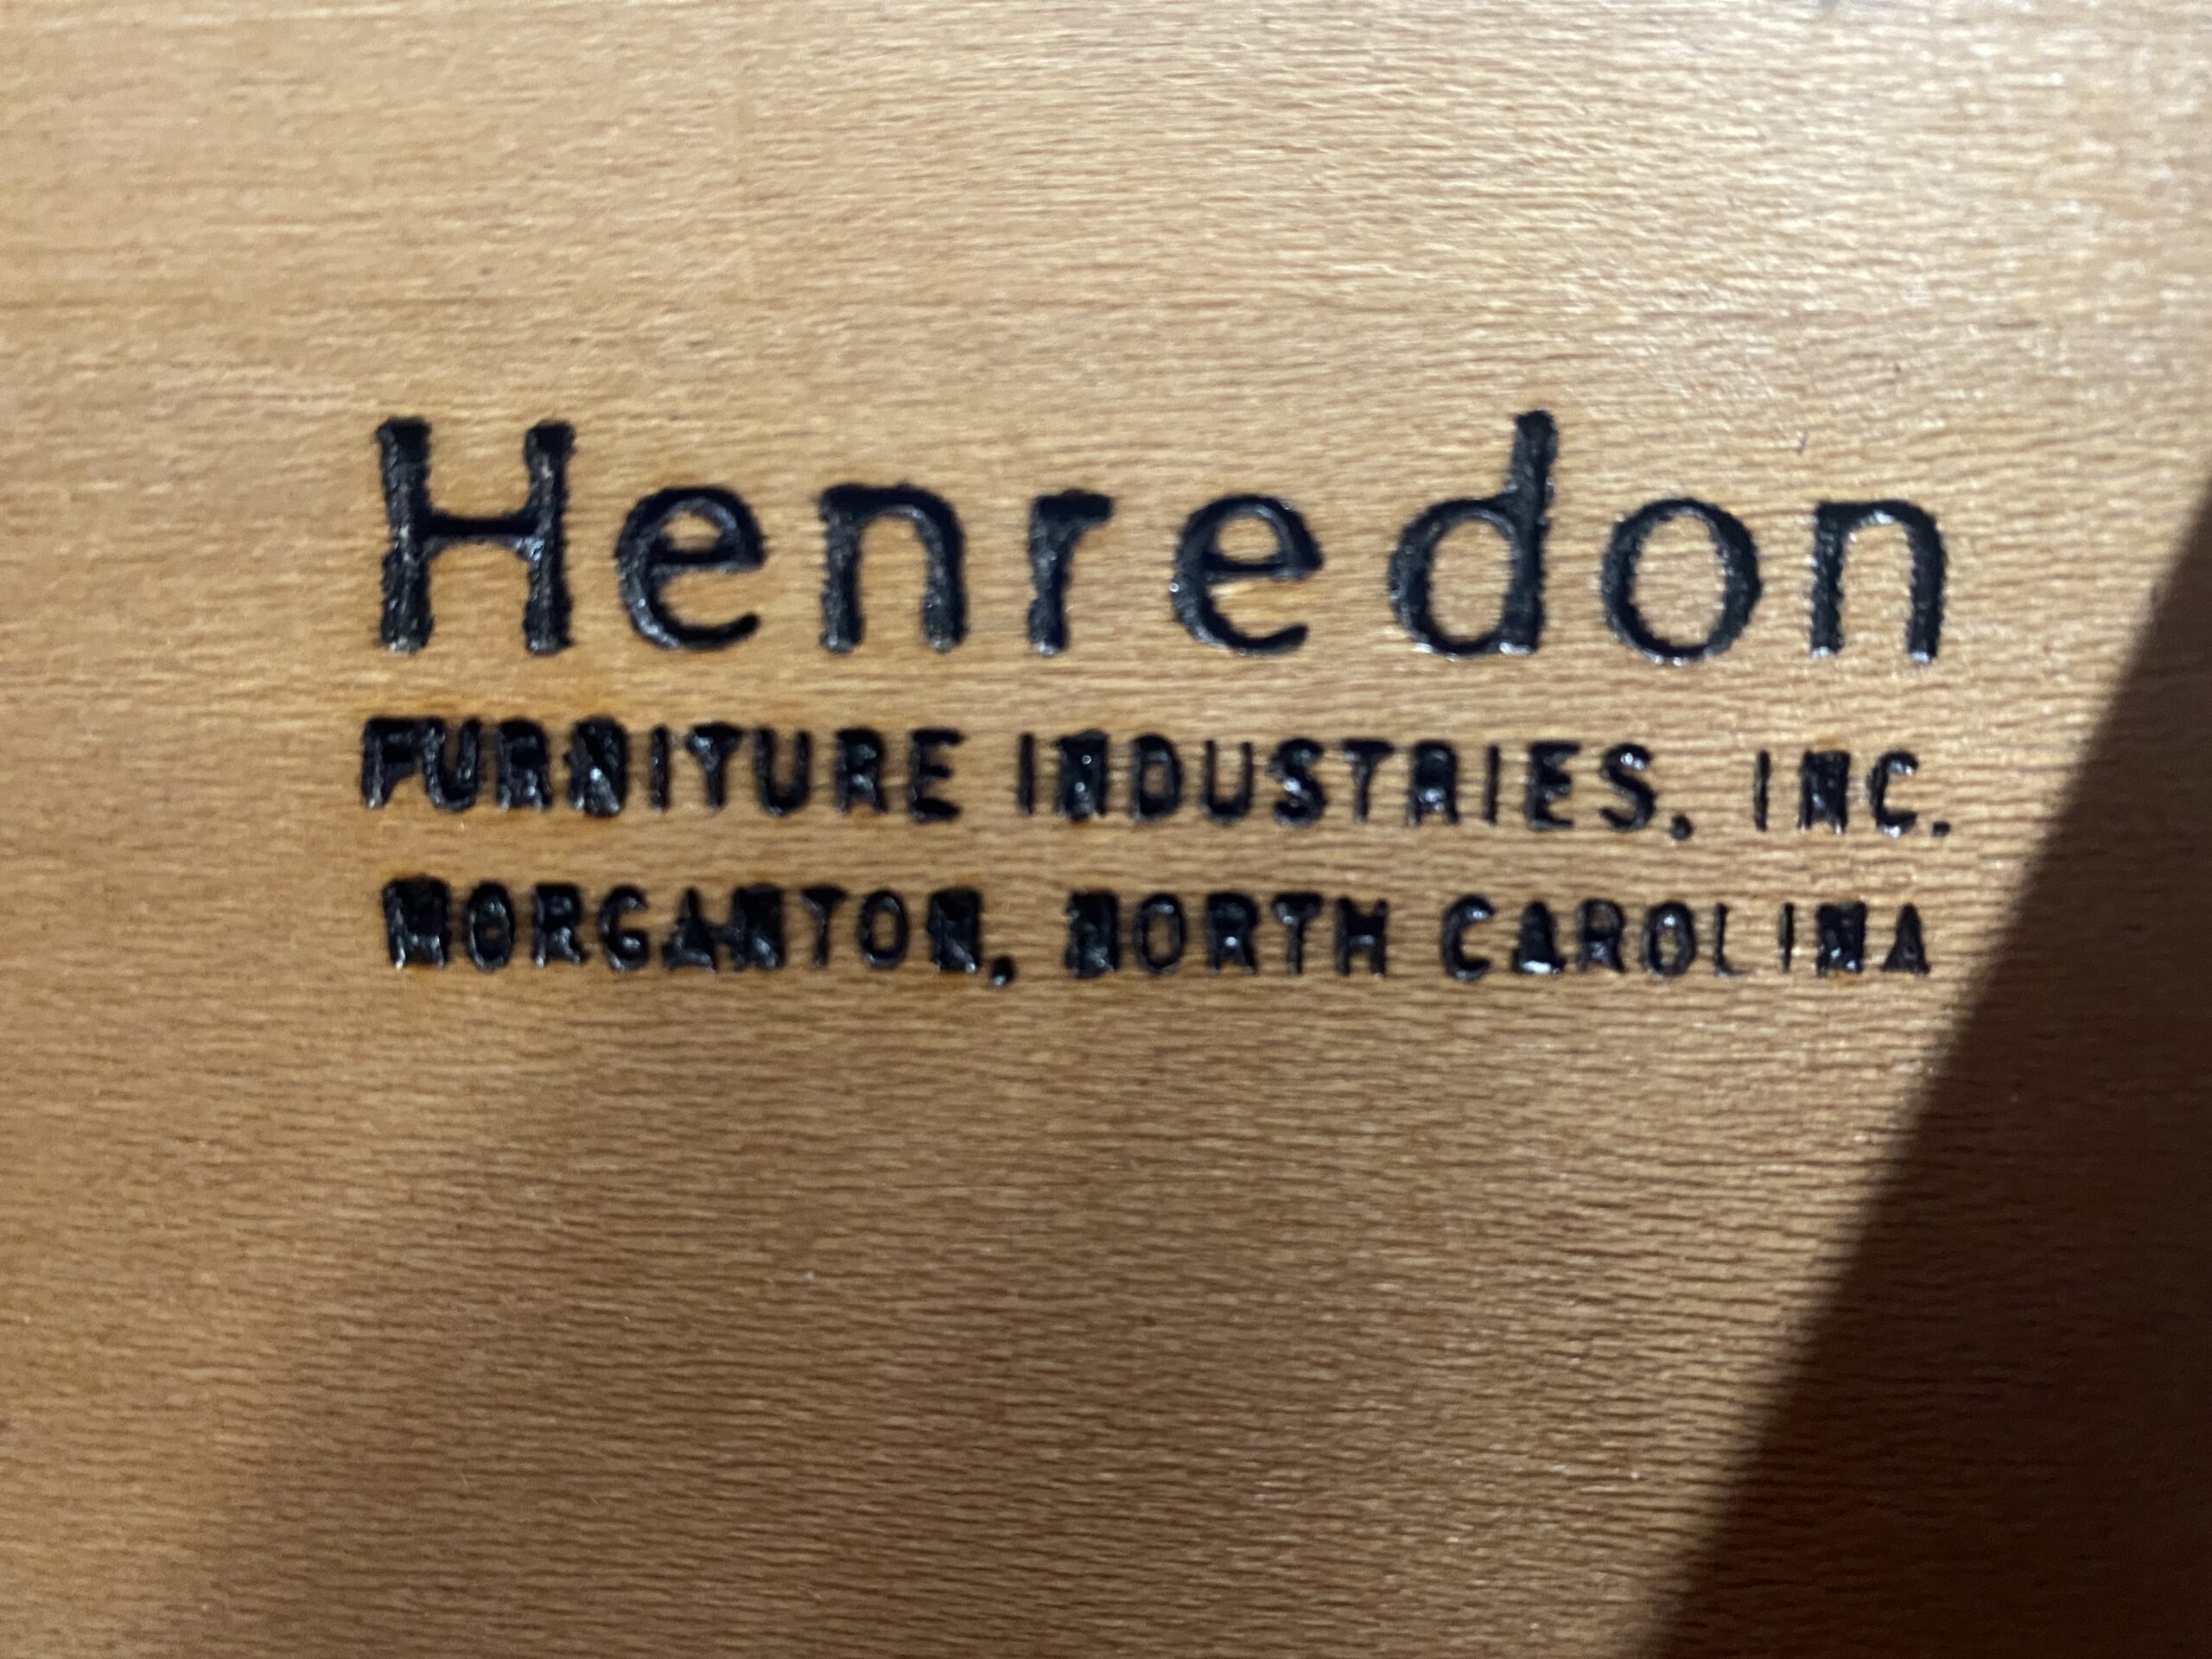 Henredon
FURNITURE INDUSTRIES, INC.
MORGANTON, NORTH CAROLINA